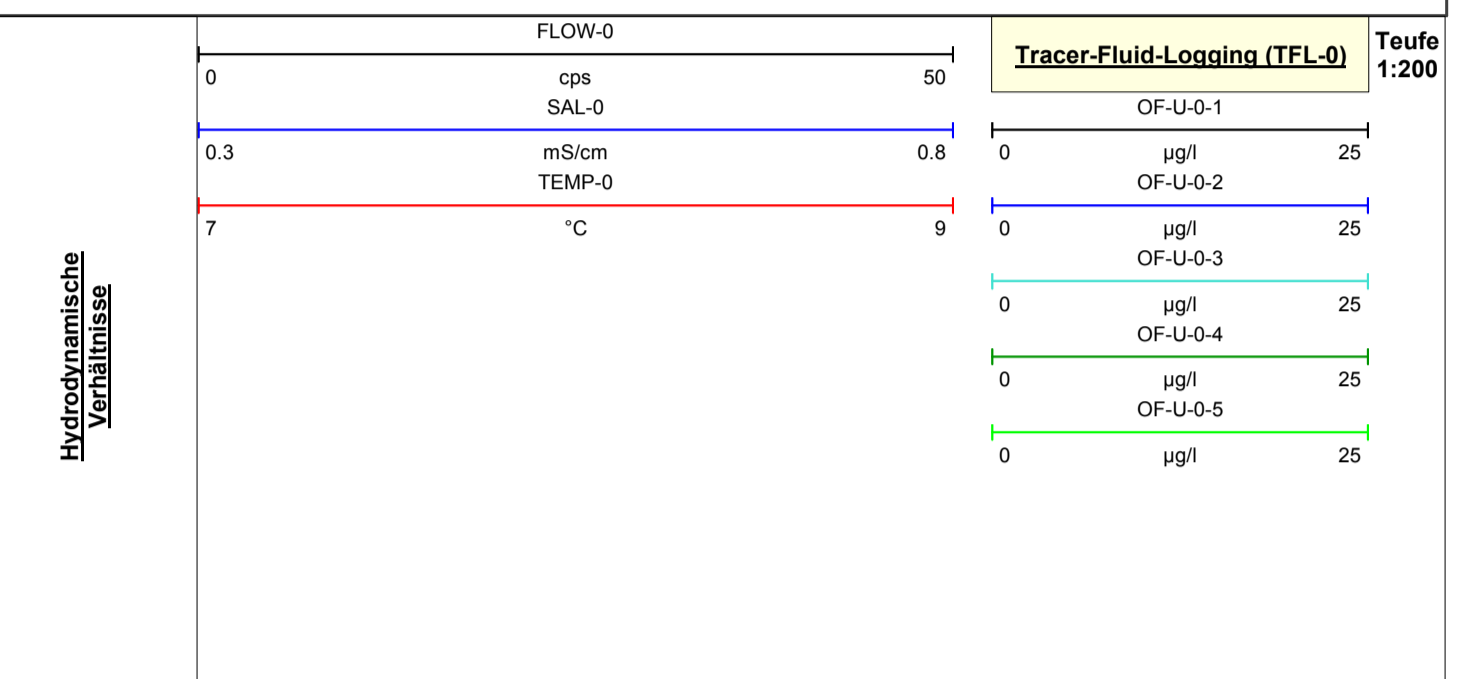 Hydrodynamische
Verhältnisse
FLOW-0
0 cps 50
SAL-0
0.3 mS/cm 0.8
TEMP-0
7 °C 9
Tracer-Fluid-Logging (TFL-0)
OF-U-0-1
0 µg/l 25
OF-U-0-2
0 µg/l 25
OF-U-0-3
0 µg/l 25
OF-U-0-4
0 µg/l 25
OF-U-0-5
0 µg/l 25
Teufe
1:200